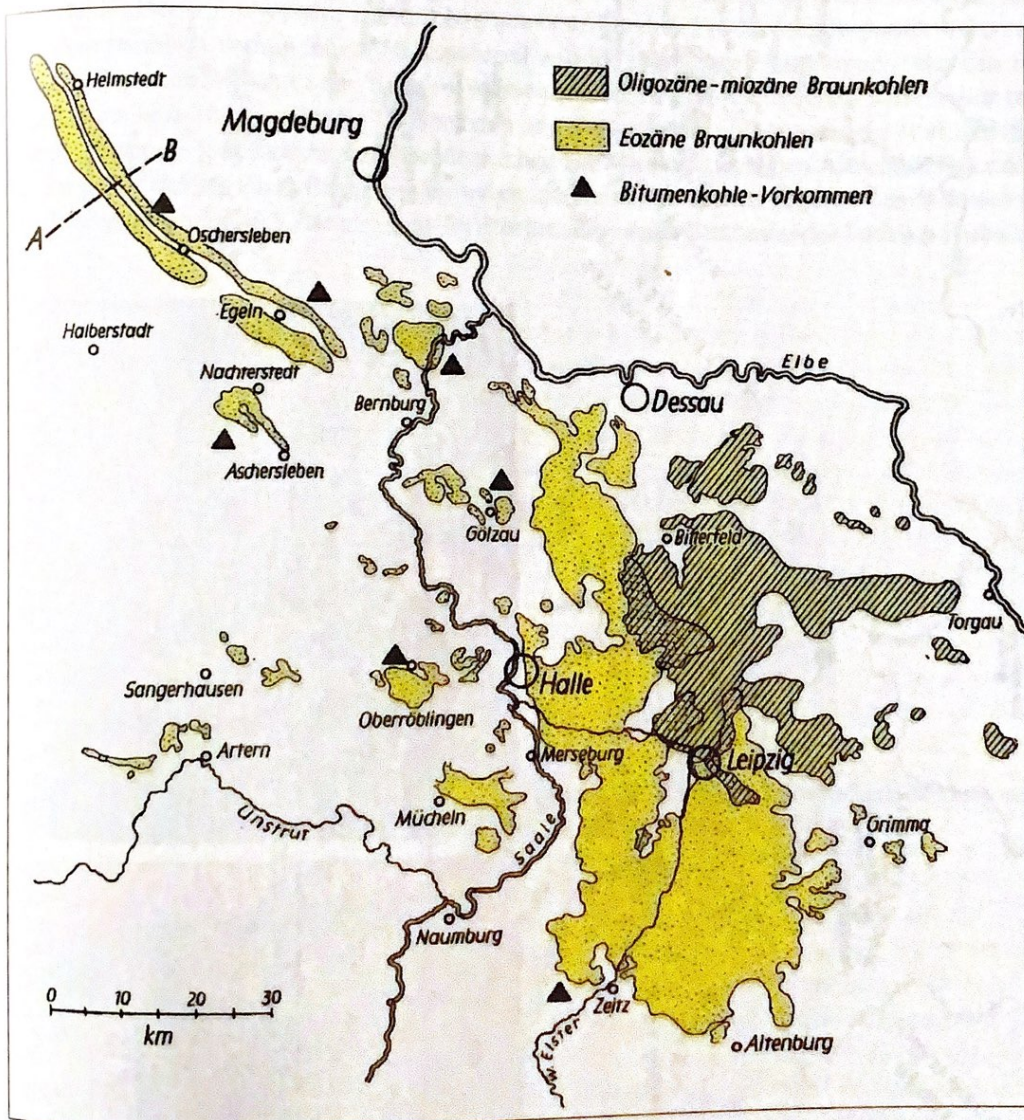 Helmstedt
Oligozäne-miozäne Braunkohlen
Magdeburg
Eozäne Braunkohlen
B
Bitumenkohle-Vorkommen
A
Oschersleben
Egeln
Halberstadt
Elbe
Nachterstedt
Bernburg
Dessau
Aschersleben
Gölzau
Bitterfeld
Torgau
Sangerhausen
Halle
Oberröblingen
Artern
Merseburg
Leipzig
Mücheln
Unstrut
Saale
Grimma
Naumburg
0 10 20 30
km
Zeitz
W. Elster
Altenburg